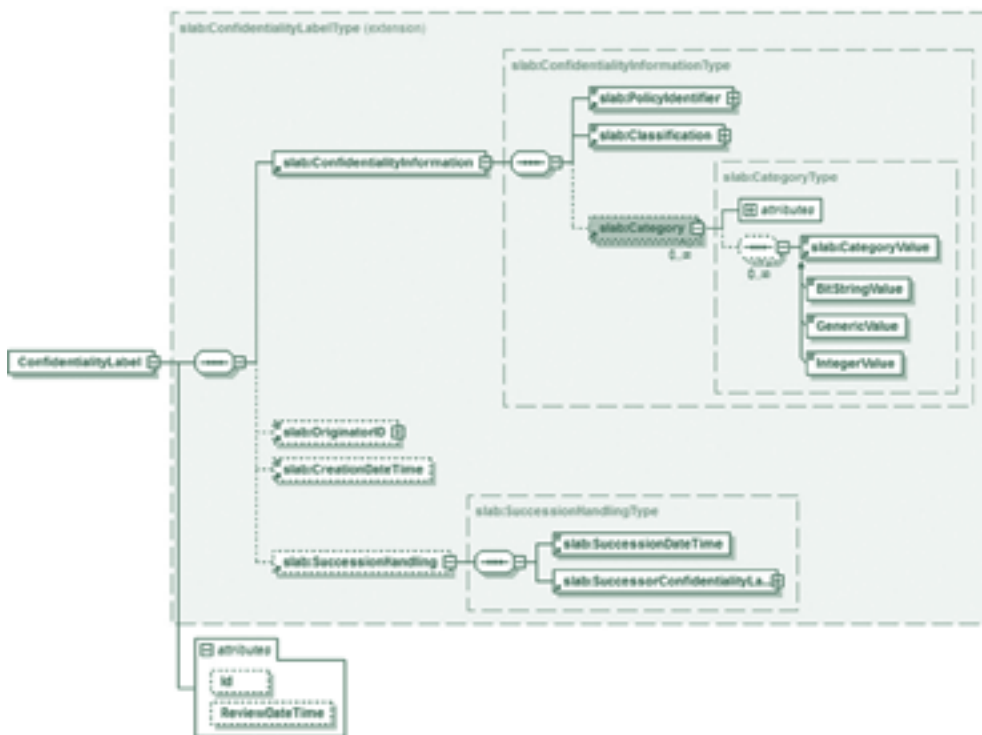 slab:ConfidentialityLabelType (extension)
slab:ConfidentialityInformationType
slab:PolicyIdentifier
slab:Classification
slab:ConfidentialityInformation
slab:CategoryType
attributes
slab:Category
0..∞
slab:CategoryValue
0..∞
BitStringValue
GenericValue
IntegerValue
ConfidentialityLabel
slab:OriginatorID
slab:CreationDateTime
slab:SuccessionHandlingType
slab:SuccessionDateTime
slab:SuccessionHandling
slab:SuccessorConfidentialityLa...
attributes
Id
ReviewDateTime